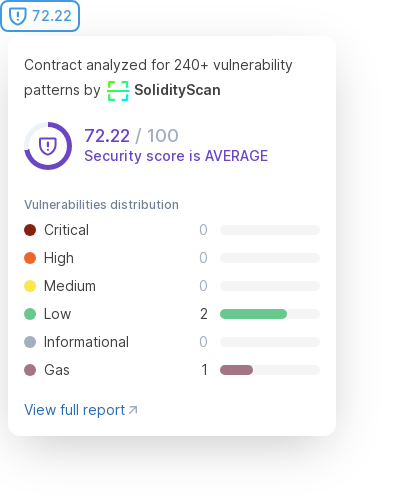 72.22
Contract analyzed for 240+ vulnerability
patterns by SolidityScan
72.22 / 100
Security score is AVERAGE
Vulnerabilities distribution
Critical 0
High 0
Medium 0
Low 2
Informational 0
Gas 1
View full report